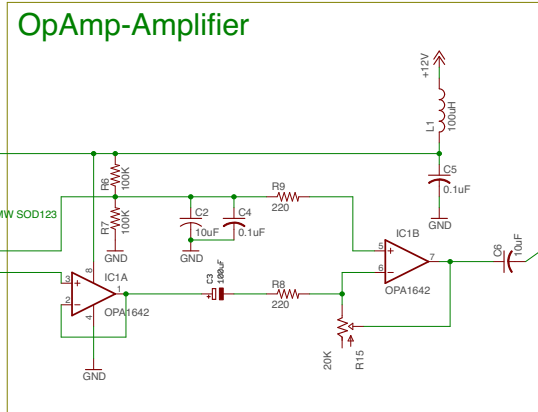 OpAmp-Amplifier
+12V
L1
100uH
R6
100K
C5
0.1uF
R9
220
MW SOD123
R7
100K
C2
10uF
C4
0.1uF
GND
GND
GND
IC1B
5
6
7
OPA1642
C6
10uF
8
3
2
1
4
IC1A
OPA1642
C3
100uF
R8
220
20K
R15
GND